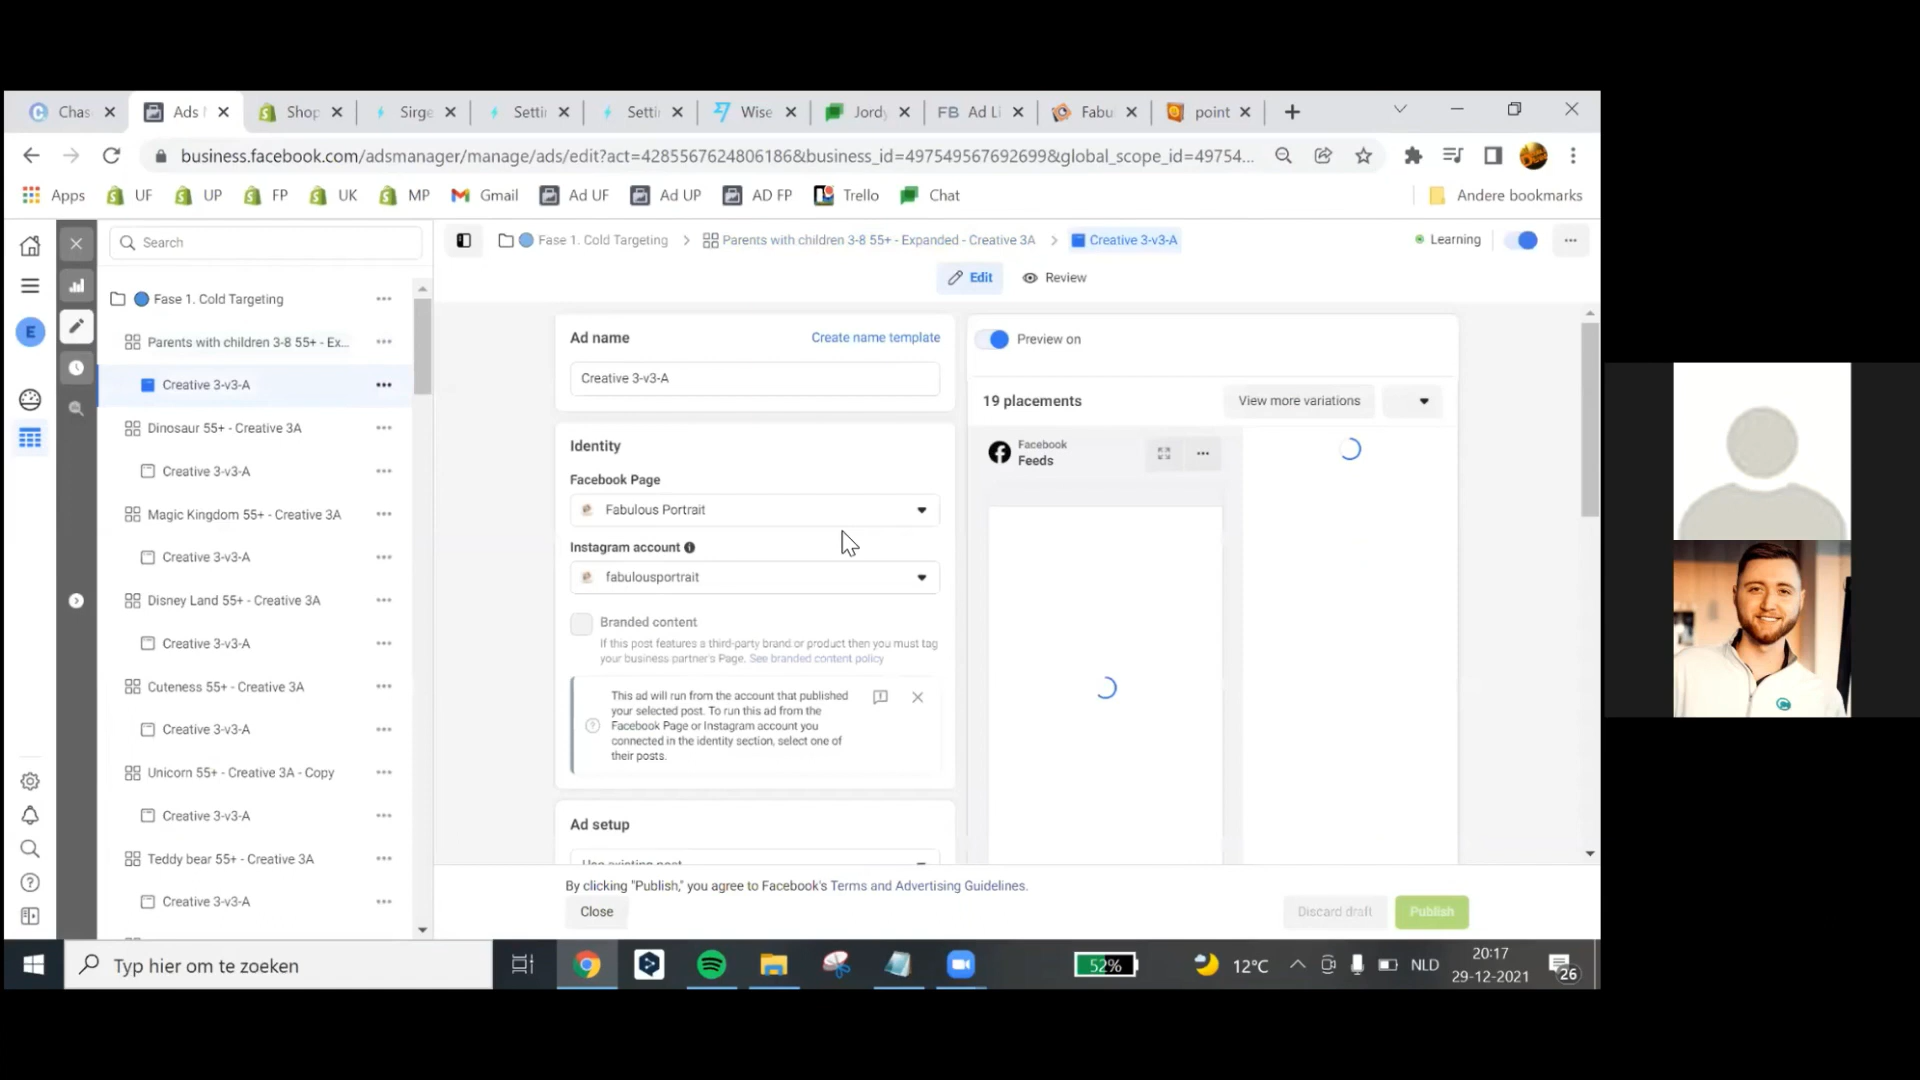 Chas
Ads
Shop
Sirge
Settin
Settin
Wise
Jordy
FB Ad Li
Fabu
point
business.facebook.com/adsmanager/manage/ads/edit?act=4285567624806186&business_id=497549567692699&global_scope_id=49754...
Apps
UF
UP
FP
UK
MP
Gmail
Ad UF
Ad UP
AD FP
Trello
Chat
Andere bookmarks
Search
Fase 1. Cold Targeting
Parents with children 3-8 55+ - Expanded - Creative 3A
Creative 3-v3-A
Learning
Edit
Review
E
Fase 1. Cold Targeting
Parents with children 3-8 55+ - Ex...
Creative 3-v3-A
Dinosaur 55+ - Creative 3A
Creative 3-v3-A
Magic Kingdom 55+ - Creative 3A
Creative 3-v3-A
Disney Land 55+ - Creative 3A
Creative 3-v3-A
Cuteness 55+ - Creative 3A
Creative 3-v3-A
Unicorn 55+ - Creative 3A - Copy
Creative 3-v3-A
Teddy bear 55+ - Creative 3A
Creative 3-v3-A
Ad name
Create name template
Creative 3-v3-A
Identity
Facebook Page
Fabulous Portrait
Instagram account
fabulousportrait
Branded content
If this post features a third-party brand or product then you must tag
your business partner's Page. See branded content policy
This ad will run from the account that published
your selected post. To run this ad from the
Facebook Page or Instagram account you
connected in the identity section, select one of
their posts.
Ad setup
Use existing post
Preview on
19 placements
View more variations
Facebook
Feeds
By clicking "Publish," you agree to Facebook's Terms and Advertising Guidelines.
Close
Discard draft
Publish
Typ hier om te zoeken
52%
12°C
NLD
20:17
29-12-2021
26